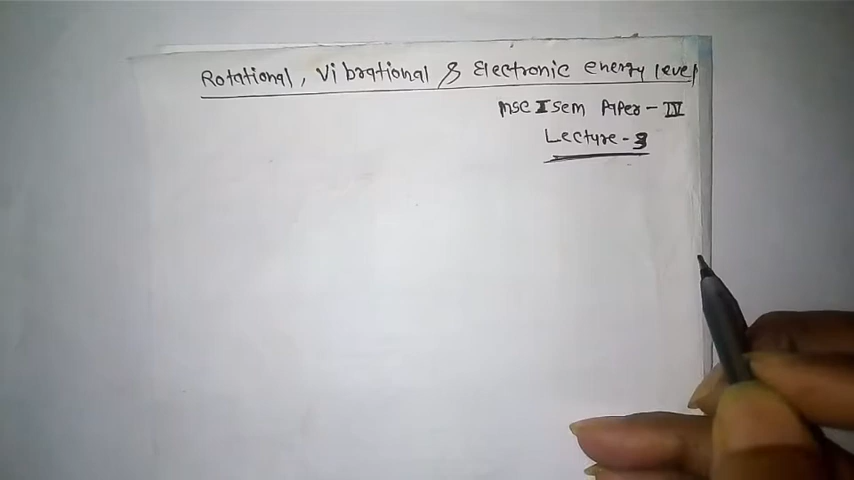 Rotational, Vibrational & Electronic energy level
MSC I Sem Paper - IV
Lecture - 3